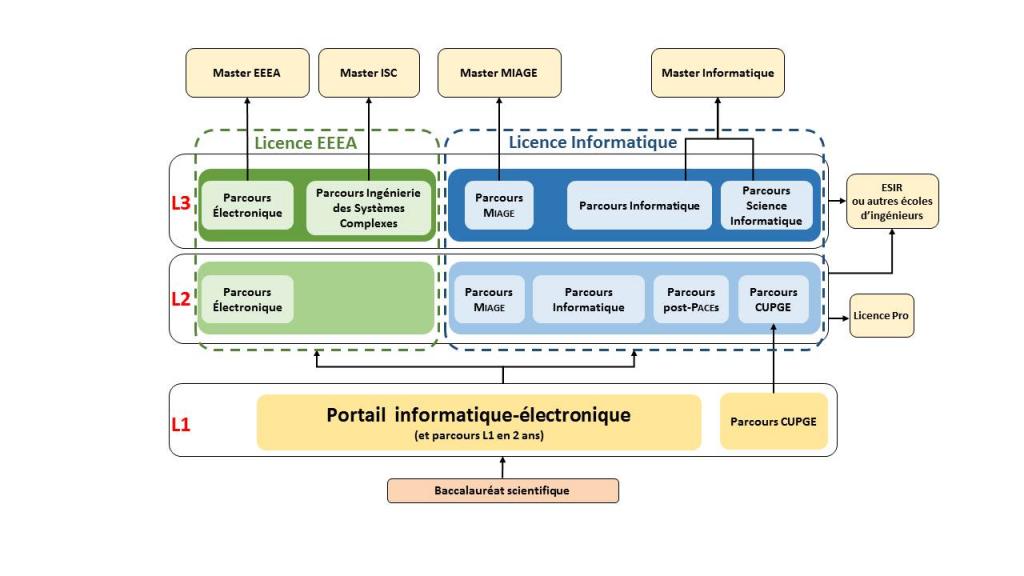 Master EEEA
Master ISC
Master MIAGE
Master Informatique
Licence EEEA
Licence Informatique
L3
Parcours
Électronique
Parcours Ingénierie
des Systèmes
Complexes
Parcours
MIAGE
Parcours Informatique
Parcours
Science
Informatique
ESIR
ou autres écoles
d'ingénieurs
L2
Parcours
Électronique
Parcours
MIAGE
Parcours
Informatique
Parcours
post-PACEs
Parcours
CUPGE
Licence Pro
L1
Portail informatique-électronique
(et parcours L1 en 2 ans)
Parcours CUPGE
Baccalauréat scientifique